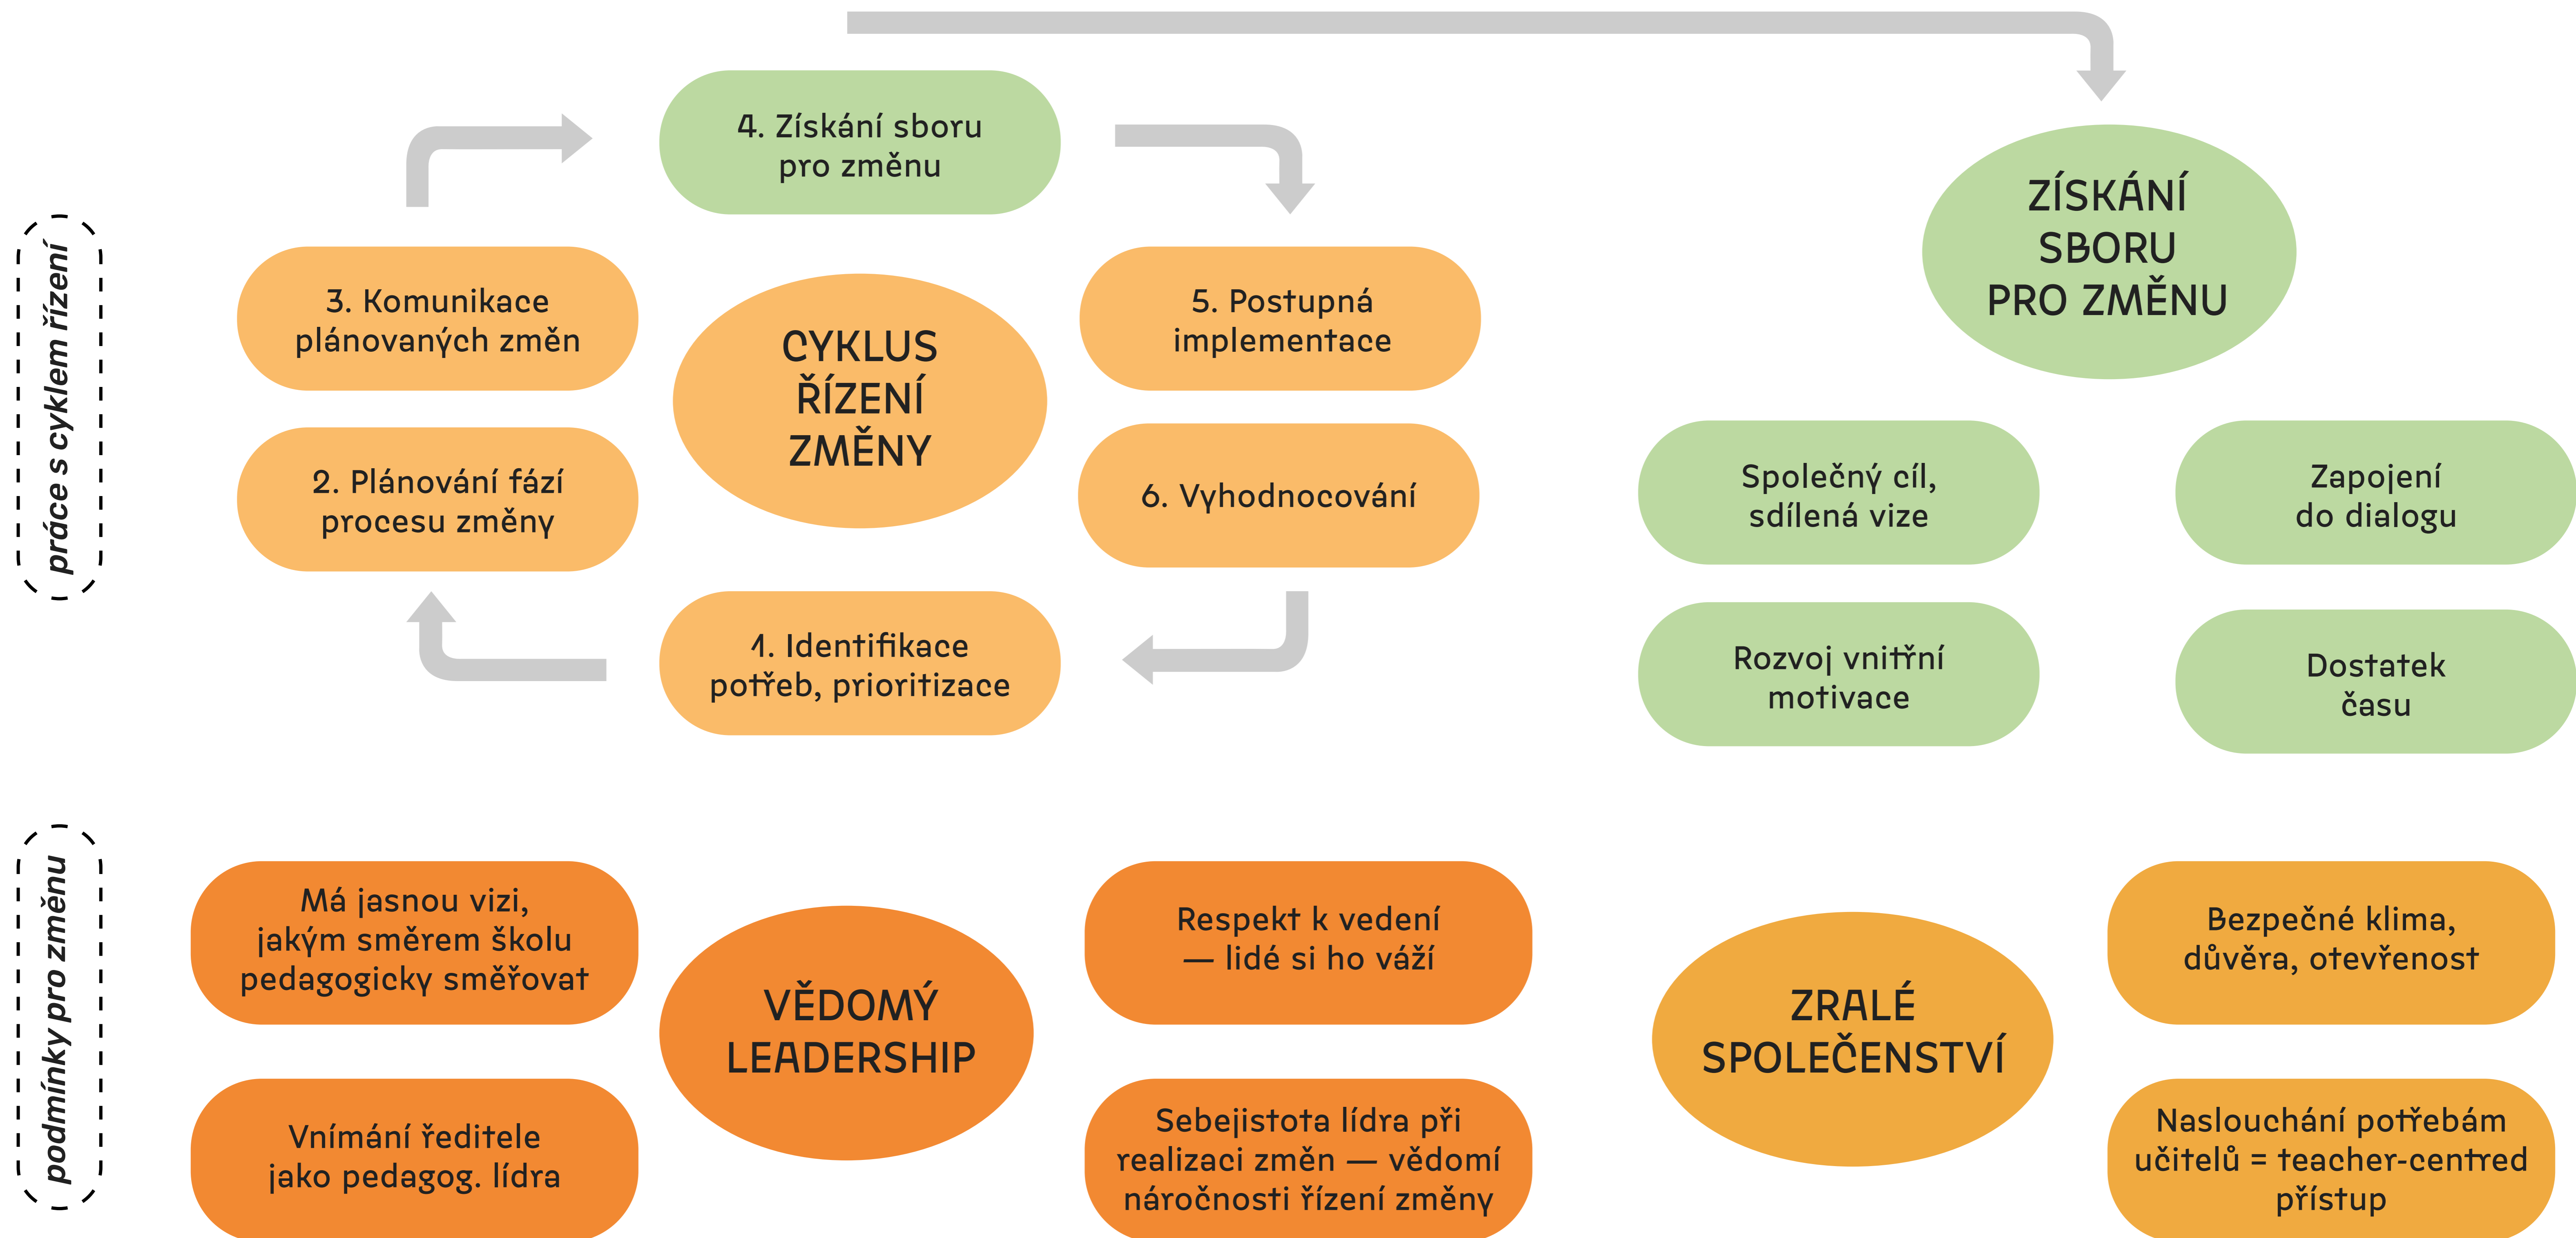 práce s cyklem řízení
4. Získání sboru
pro změnu
3. Komunikace
plánovaných změn
CYKLUS
ŘÍZENÍ
ZMĚNY
5. Postupná
implementace
2. Plánování fází
procesu změny
6. Vyhodnocování
1. Identifikace
potřeb, prioritizace
ZÍSKÁNÍ
SBORU
PRO ZMĚNU
Společný cíl,
sdílená vize
Zapojení
do dialogu
Rozvoj vnitřní
motivace
Dostatek
času
podmínky pro změnu
Má jasnou vizi,
jakým směrem školu
pedagogicky směřovat
VĚDOMÝ
LEADERSHIP
Respekt k vedení
— lidé si ho váží
Vnímání ředitele
jako pedagog. lídra
Sebejistota lídra při
realizaci změn — vědomí
náročnosti řízení změny
ZRALÉ
SPOLEČENSTVÍ
Bezpečné klima,
důvěra, otevřenost
Naslouchání potřebám
učitelů = teacher-centred
přístup